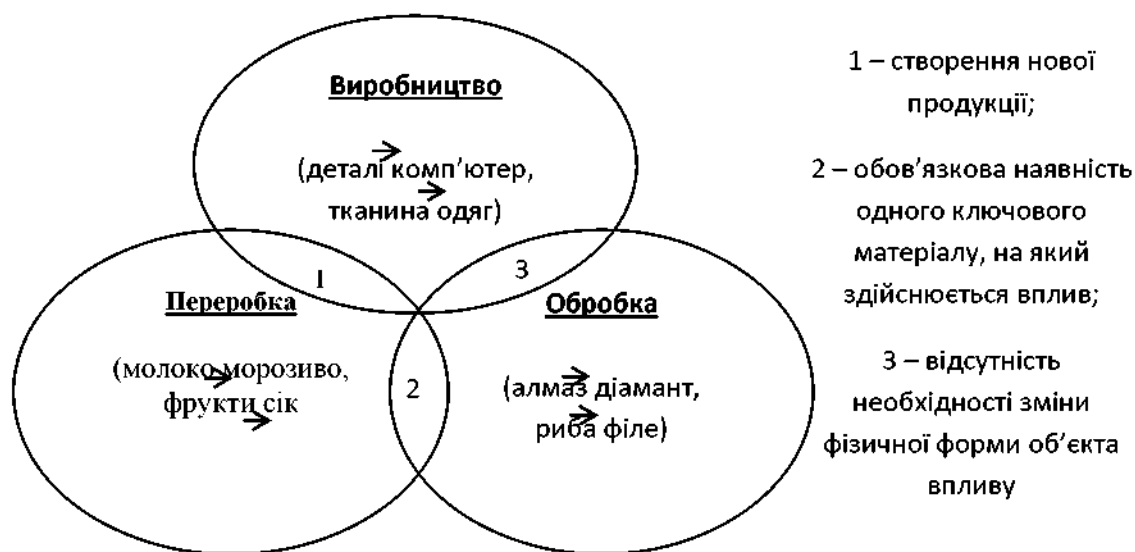 Виробництво
(деталі → комп’ютер,
тканина → одяг)
1
3
Переробка
(молоко → морозиво,
фрукти → сік
2
Обробка
(алмаз → діамант,
риба → філе)
1 – створення нової
продукції;
2 – обов’язкова наявність
одного ключового
матеріалу, на який
здійснюється вплив;
3 – відсутність
необхідності зміни
фізичної форми об’єкта
впливу